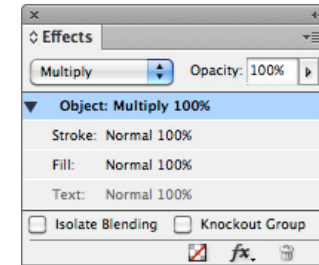 Effects
Multiply Opacity: 100%
Object: Multiply 100%
Stroke: Normal 100%
Fill: Normal 100%
Text: Normal 100%
Isolate Blending Knockout Group
fx.